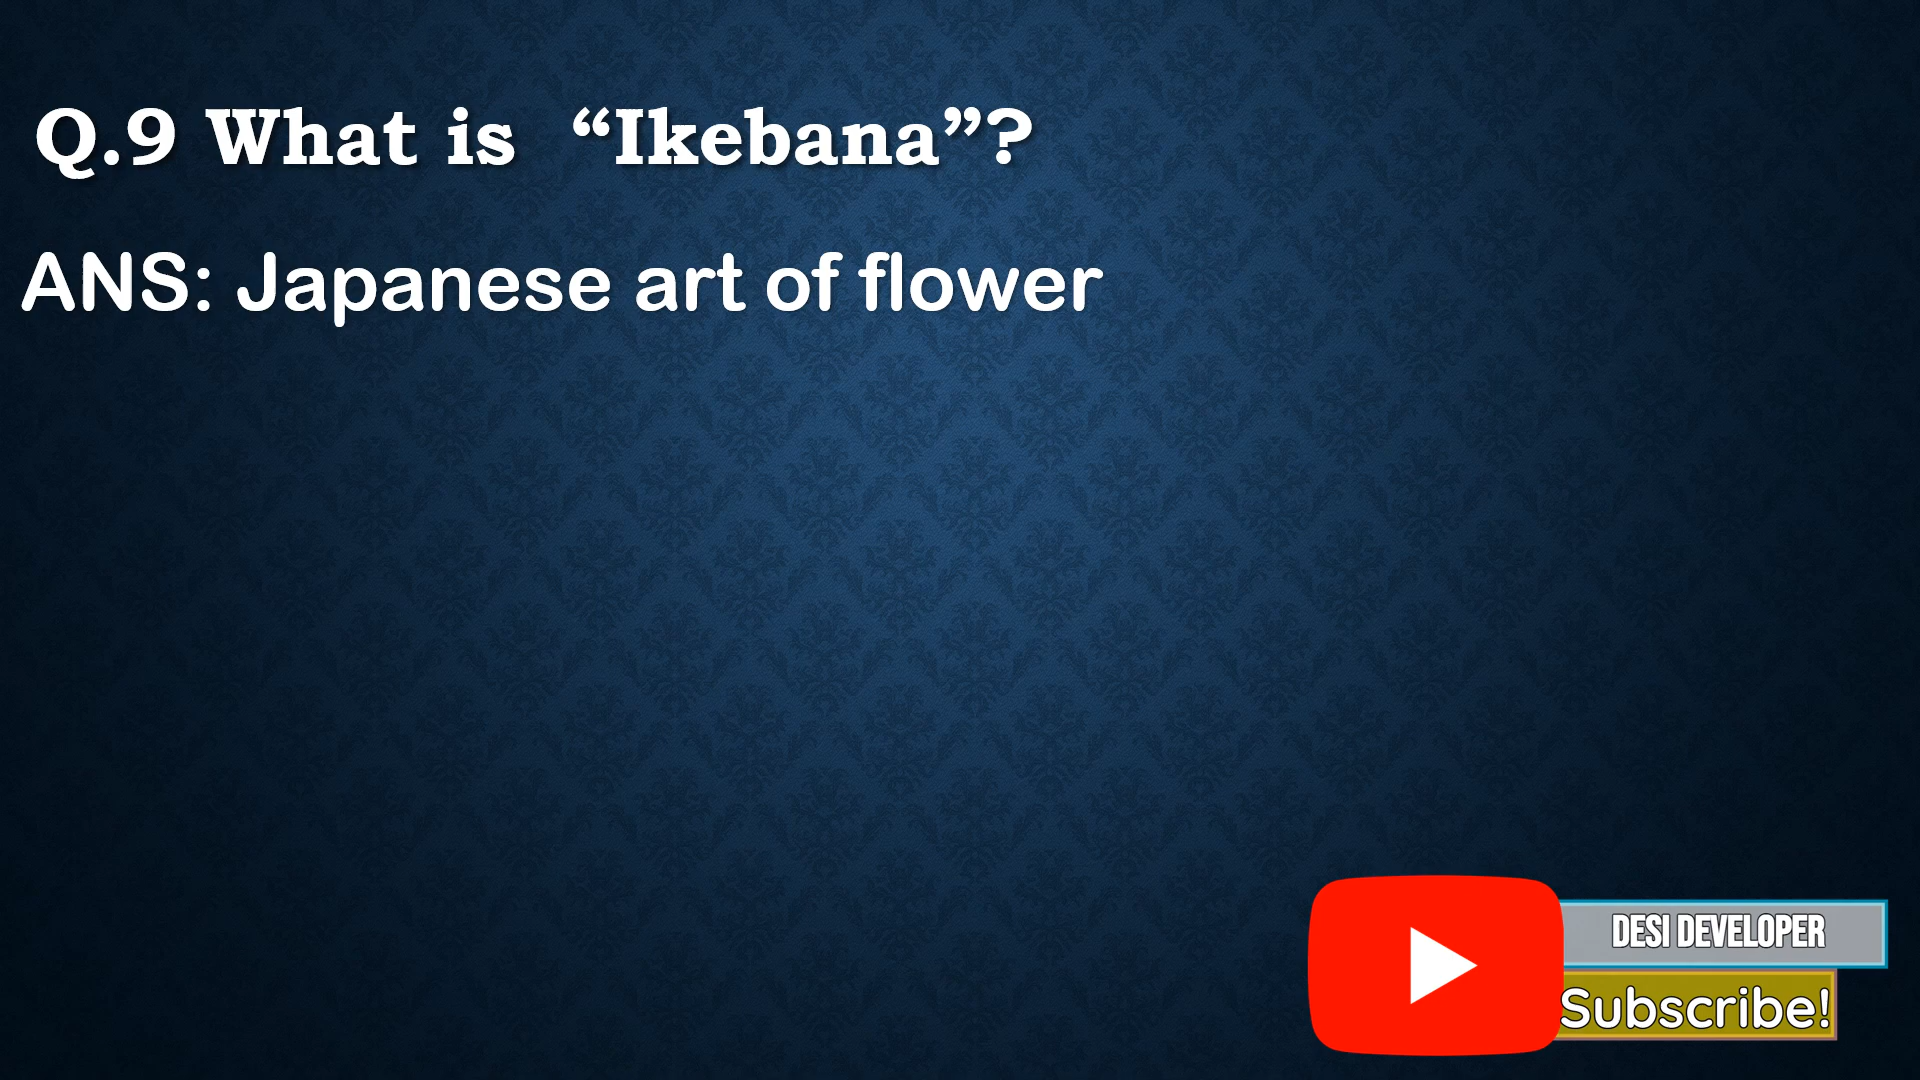 Q.9 What is “Ikebana”?
ANS: Japanese art of flower
DESI DEVELOPER
Subscribe!